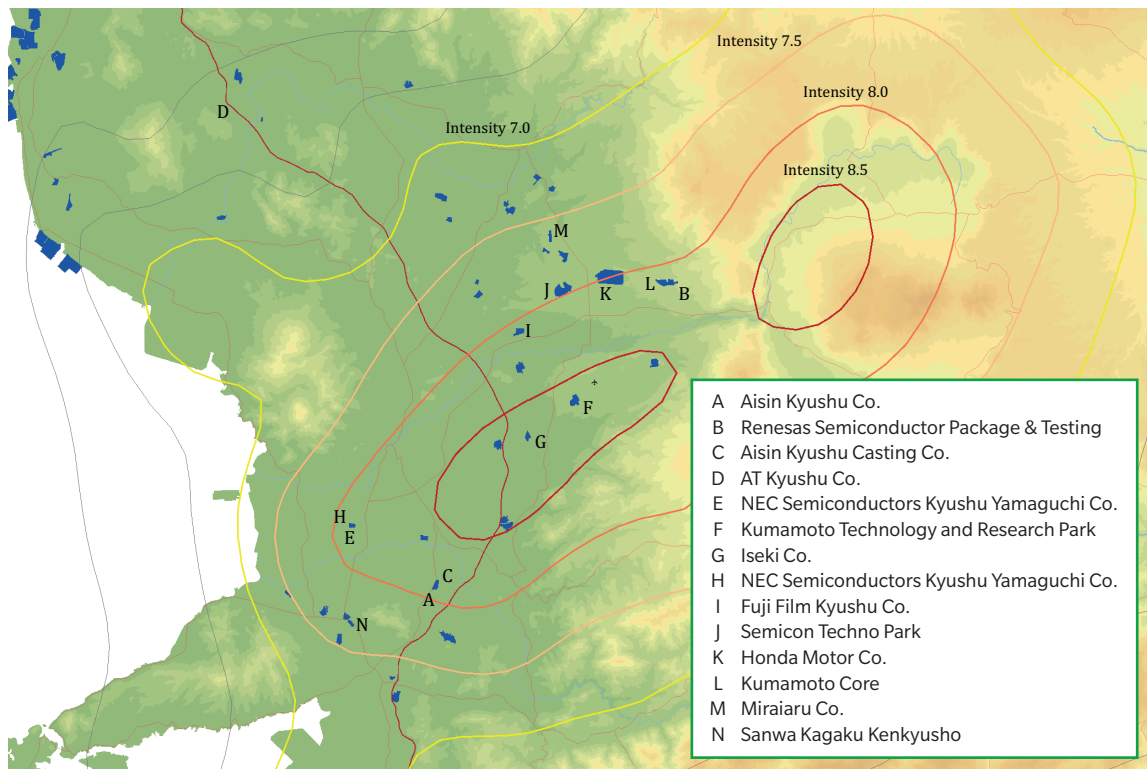 Intensity 7.5
Intensity 8.0
D
Intensity 7.0
Intensity 8.5
M
J
K
L
B
I
F
G
H
E
C
A
N
A Aisin Kyushu Co.
B Renesas Semiconductor Package & Testing
C Aisin Kyushu Casting Co.
D AT Kyushu Co.
E NEC Semiconductors Kyushu Yamaguchi Co.
F Kumamoto Technology and Research Park
G Iseki Co.
H NEC Semiconductors Kyushu Yamaguchi Co.
I Fuji Film Kyushu Co.
J Semicon Techno Park
K Honda Motor Co.
L Kumamoto Core
M Miraiaru Co.
N Sanwa Kagaku Kenkyusho